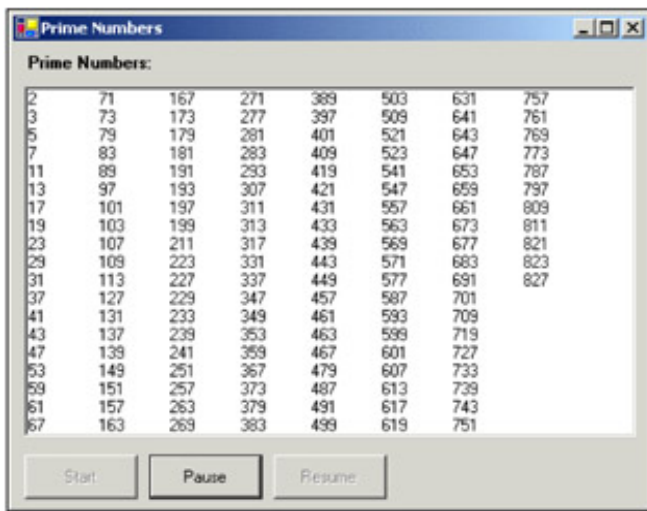 Prime Numbers
Prime Numbers:
2 71 167 271 389 503 631 757
3 73 173 277 397 509 641 761
5 79 179 281 401 521 643 769
7 83 181 283 409 523 647 773
11 89 191 293 419 541 653 787
13 97 193 307 421 547 659 797
17 101 197 311 431 557 661 809
19 103 199 313 433 563 673 811
23 107 211 317 439 569 677 821
29 109 223 331 443 571 683 823
31 113 227 337 449 577 691 827
37 127 229 347 457 587 701
41 131 233 349 461 593 709
43 137 239 353 463 599 719
47 139 241 359 467 601 727
53 149 251 367 479 607 733
59 151 257 373 487 613 739
61 157 263 379 491 617 743
67 163 269 383 499 619 751
Start Pause Resume